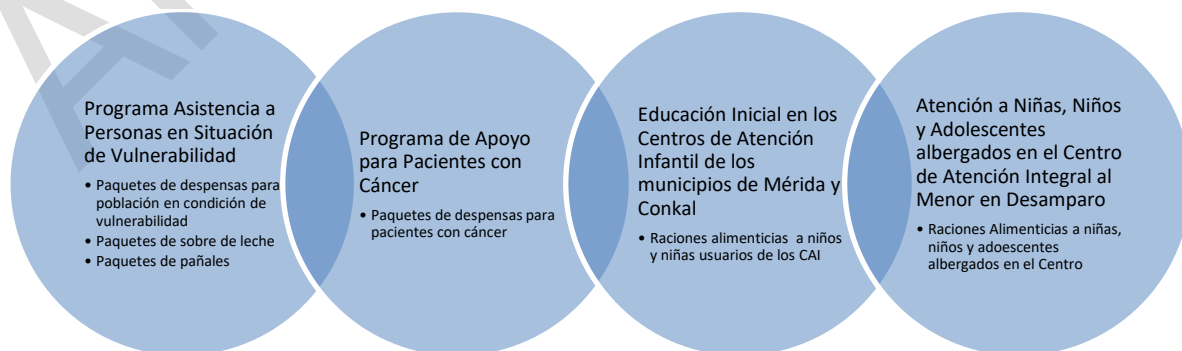 Programa Asistencia a
Personas en Situación
de Vulnerabilidad
• Paquetes de despensas para
población en condición de
vulnerabilidad
• Paquetes de sobre de leche
• Paquetes de pañales
Programa de Apoyo
para Pacientes con
Cáncer
• Paquetes de despensas para
pacientes con cáncer
Educación Inicial en los
Centros de Atención
Infantil de los
municipios de Mérida y
Conkal
• Raciones alimenticias a niños
y niñas usuarios de los CAI
Atención a Niñas, Niños
y Adolescentes
albergados en el Centro
de Atención Integral al
Menor en Desamparo
• Raciones Alimenticias a niñas,
niños y adoescentes
albergados en el Centro